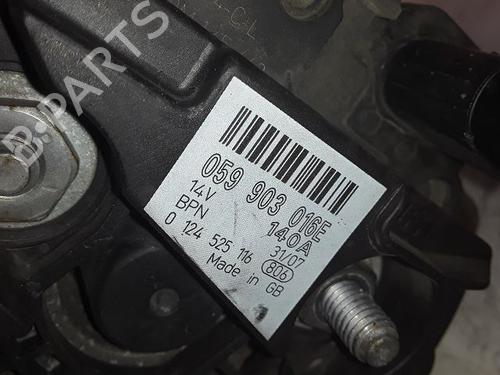 B-PARTS
059 903 016E
14V 140A
BPN 31/07
0 124 525 116 806
Made in GB